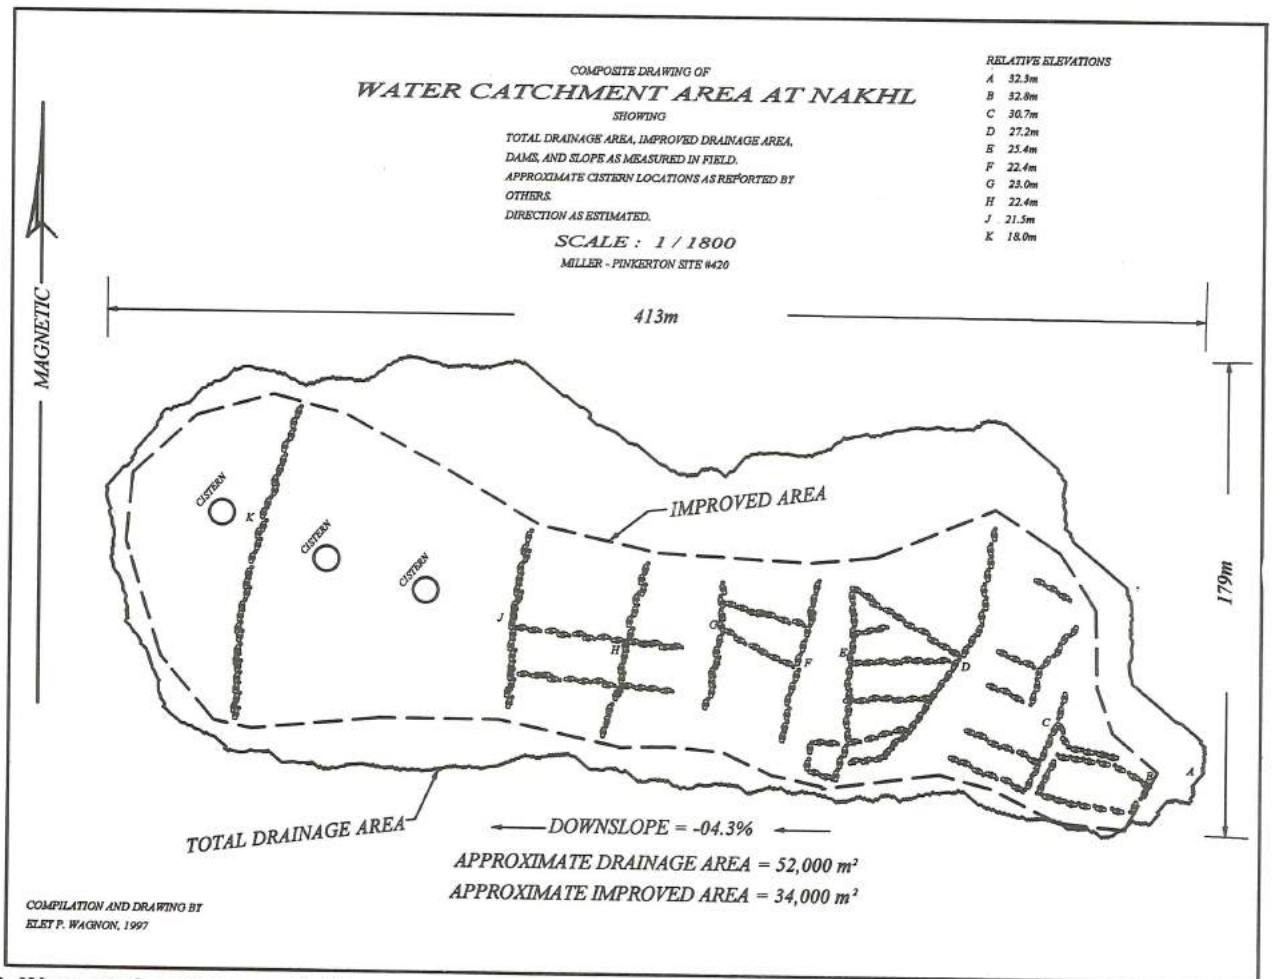 COMPOSITE DRAWING OF
WATER CATCHMENT AREA AT NAKHL
SHOWING
TOTAL DRAINAGE AREA, IMPROVED DRAINAGE AREA,
DAMS, AND SLOPE AS MEASURED IN FIELD.
APPROXIMATE CISTERN LOCATIONS AS REPORTED BY
OTHERS.
DIRECTION AS ESTIMATED.
SCALE : 1 / 1800
MILLER - PINKERTON SITE #420
RELATIVE ELEVATIONS
A 32.3m
B 32.8m
C 30.7m
D 27.2m
E 25.4m
F 22.4m
G 23.0m
H 22.4m
J 21.5m
K 18.0m
MAGNETIC
413m
179m
IMPROVED AREA
CISTERN
CISTERN
CISTERN
K
J
H
G
F
E
D
C
B
A
TOTAL DRAINAGE AREA
DOWNSLOPE = -04.3%
APPROXIMATE DRAINAGE AREA = 52,000 m²
APPROXIMATE IMPROVED AREA = 34,000 m²
COMPILATION AND DRAWING BY
ELET P. WAGNON, 1997